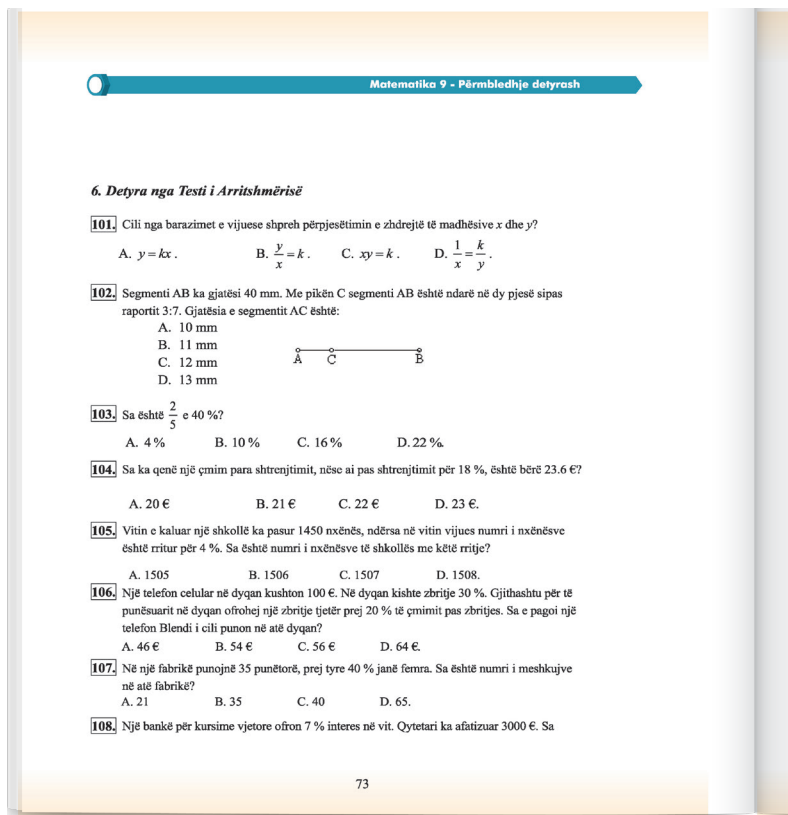 Matematika 9 - Përmbledhje detyrash
6. Detyra nga Testi i Arritshmërisë
101. Cili nga barazimet e vijuese shpreh përpjesëtimin e zhdrejtë të madhësive x dhe y?
A. y = kx . B. y/x = k . C. xy = k . D. 1/x = k/y .
102. Segmenti AB ka gjatësi 40 mm. Me pikën C segmenti AB është ndarë në dy pjesë sipas
raportit 3:7. Gjatësia e segmentit AC është:
A. 10 mm
B. 11 mm
C. 12 mm
D. 13 mm
A C B
103. Sa është 2/5 e 40 %?
A. 4 % B. 10 % C. 16 % D. 22 %.
104. Sa ka qenë një çmim para shtrenjtimit, nëse ai pas shtrenjtimit për 18 %, është bërë 23.6 €?
A. 20 € B. 21 € C. 22 € D. 23 €.
105. Vitin e kaluar një shkollë ka pasur 1450 nxënës, ndërsa në vitin vijues numri i nxënësve
është rritur për 4 %. Sa është numri i nxënësve të shkollës me këtë rritje?
A. 1505 B. 1506 C. 1507 D. 1508.
106. Një telefon celular në dyqan kushton 100 €. Në dyqan kishte zbritje 30 %. Gjithashtu për të
punësuarit në dyqan ofrohej një zbritje tjetër prej 20 % të çmimit pas zbritjes. Sa e pagoi një
telefon Blendi i cili punon në atë dyqan?
A. 46 € B. 54 € C. 56 € D. 64 €.
107. Në një fabrikë punojnë 35 punëtorë, prej tyre 40 % janë femra. Sa është numri i meshkujve
në atë fabrikë?
A. 21 B. 35 C. 40 D. 65.
108. Një bankë për kursime vjetore ofron 7 % interes në vit. Qytetari ka afatizuar 3000 €. Sa
73